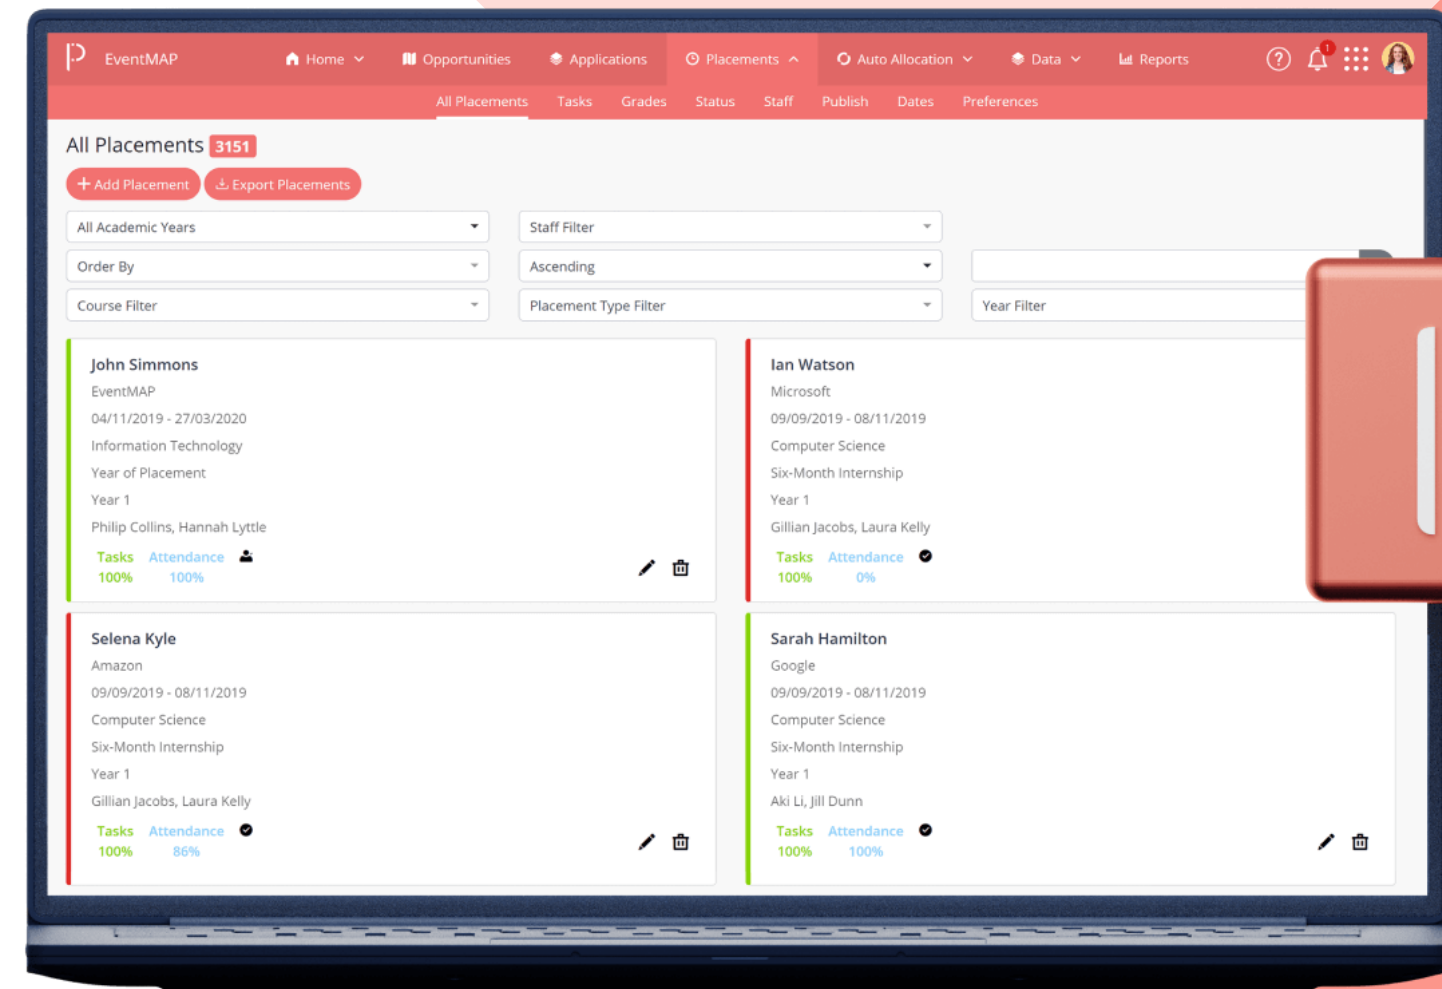 EventMAP
Home
Opportunities
Applications
Placements
Auto Allocation
Data
1
Reports
All Placements
Tasks
Grades
Status
Staff
Publish
Dates
Preferences
All Placements 3151
+ Add Placement
Export Placements
All Academic Years
Staff Filter
Order By
Ascending
Course Filter
Placement Type Filter
Year Filter
John Simmons
EventMAP
04/11/2019 - 27/03/2020
Information Technology
Year of Placement
Year 1
Philip Collins, Hannah Lyttle
Tasks Attendance
100% 100%
Ian Watson
Microsoft
09/09/2019 - 08/11/2019
Computer Science
Six-Month Internship
Year 1
Gillian Jacobs, Laura Kelly
Tasks Attendance
100% 0%
Selena Kyle
Amazon
09/09/2019 - 08/11/2019
Computer Science
Six-Month Internship
Year 1
Gillian Jacobs, Laura Kelly
Tasks Attendance
100% 86%
Sarah Hamilton
Google
09/09/2019 - 08/11/2019
Computer Science
Six-Month Internship
Year 1
Aki Li, Jill Dunn
Tasks Attendance
100% 100%